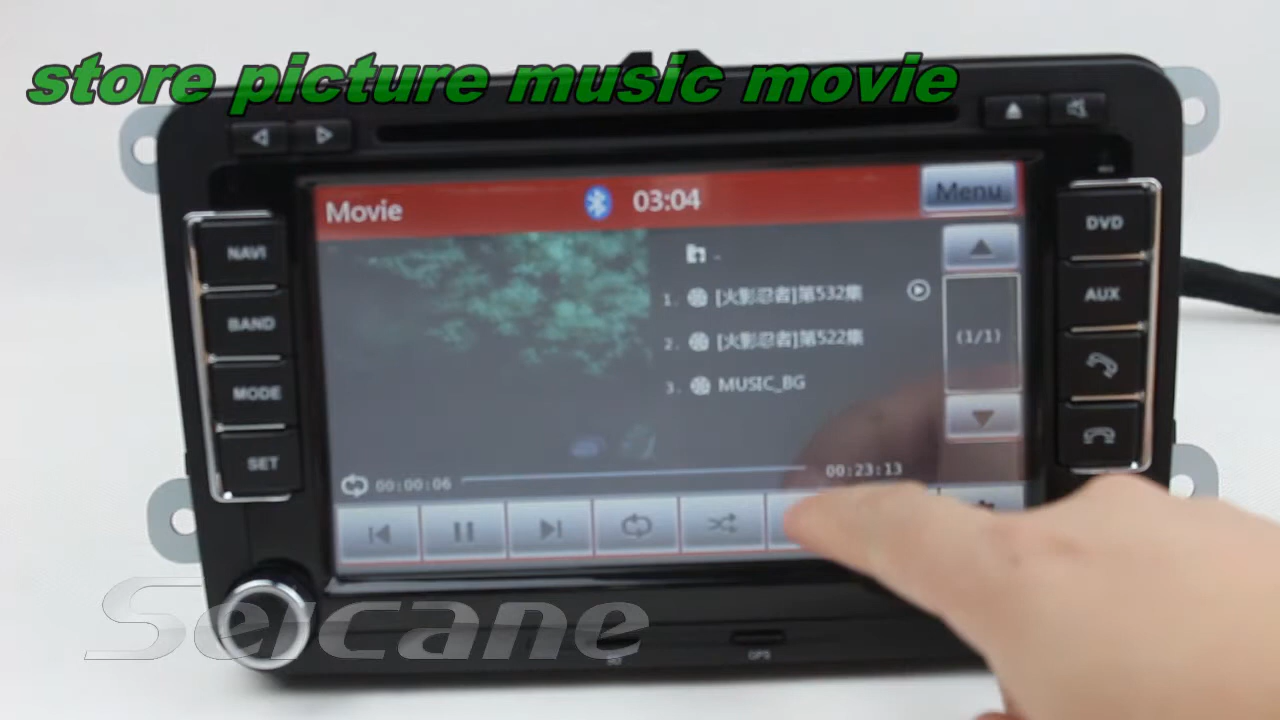 store picture music movie
Movie
03:04
Menu
NAVI
BAND
MODE
SET
DVD
AUX
1. [火影忍者]第532集
2. [火影忍者]第522集
3. MUSIC_BG
(1/1)
00:00:06
00:23:13
Seicane
GPS